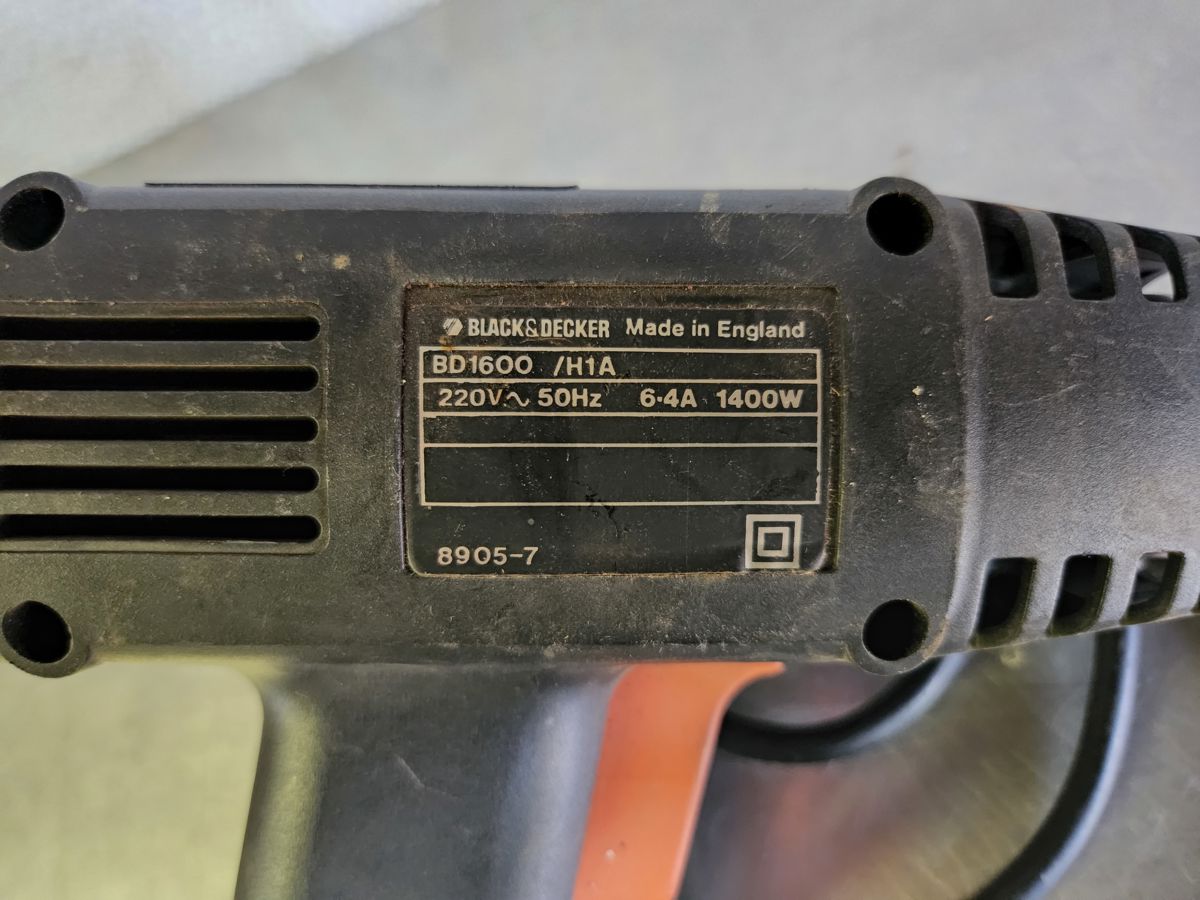 BLACK&DECKER Made in England
BD1600 /H1A
220V~ 50Hz 6·4A 1400W
8905-7